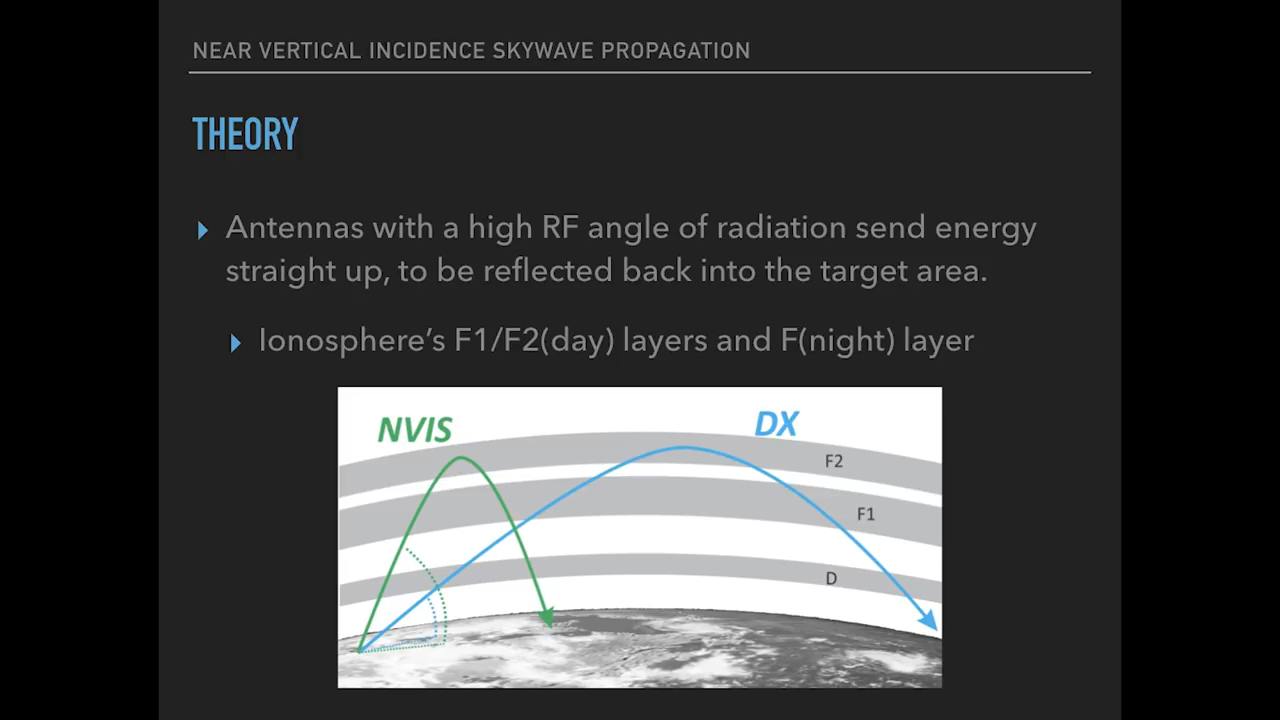 NEAR VERTICAL INCIDENCE SKYWAVE PROPAGATION
THEORY
Antennas with a high RF angle of radiation send energy
straight up, to be reflected back into the target area.
Ionosphere’s F1/F2(day) layers and F(night) layer
NVIS
DX
F2
F1
D